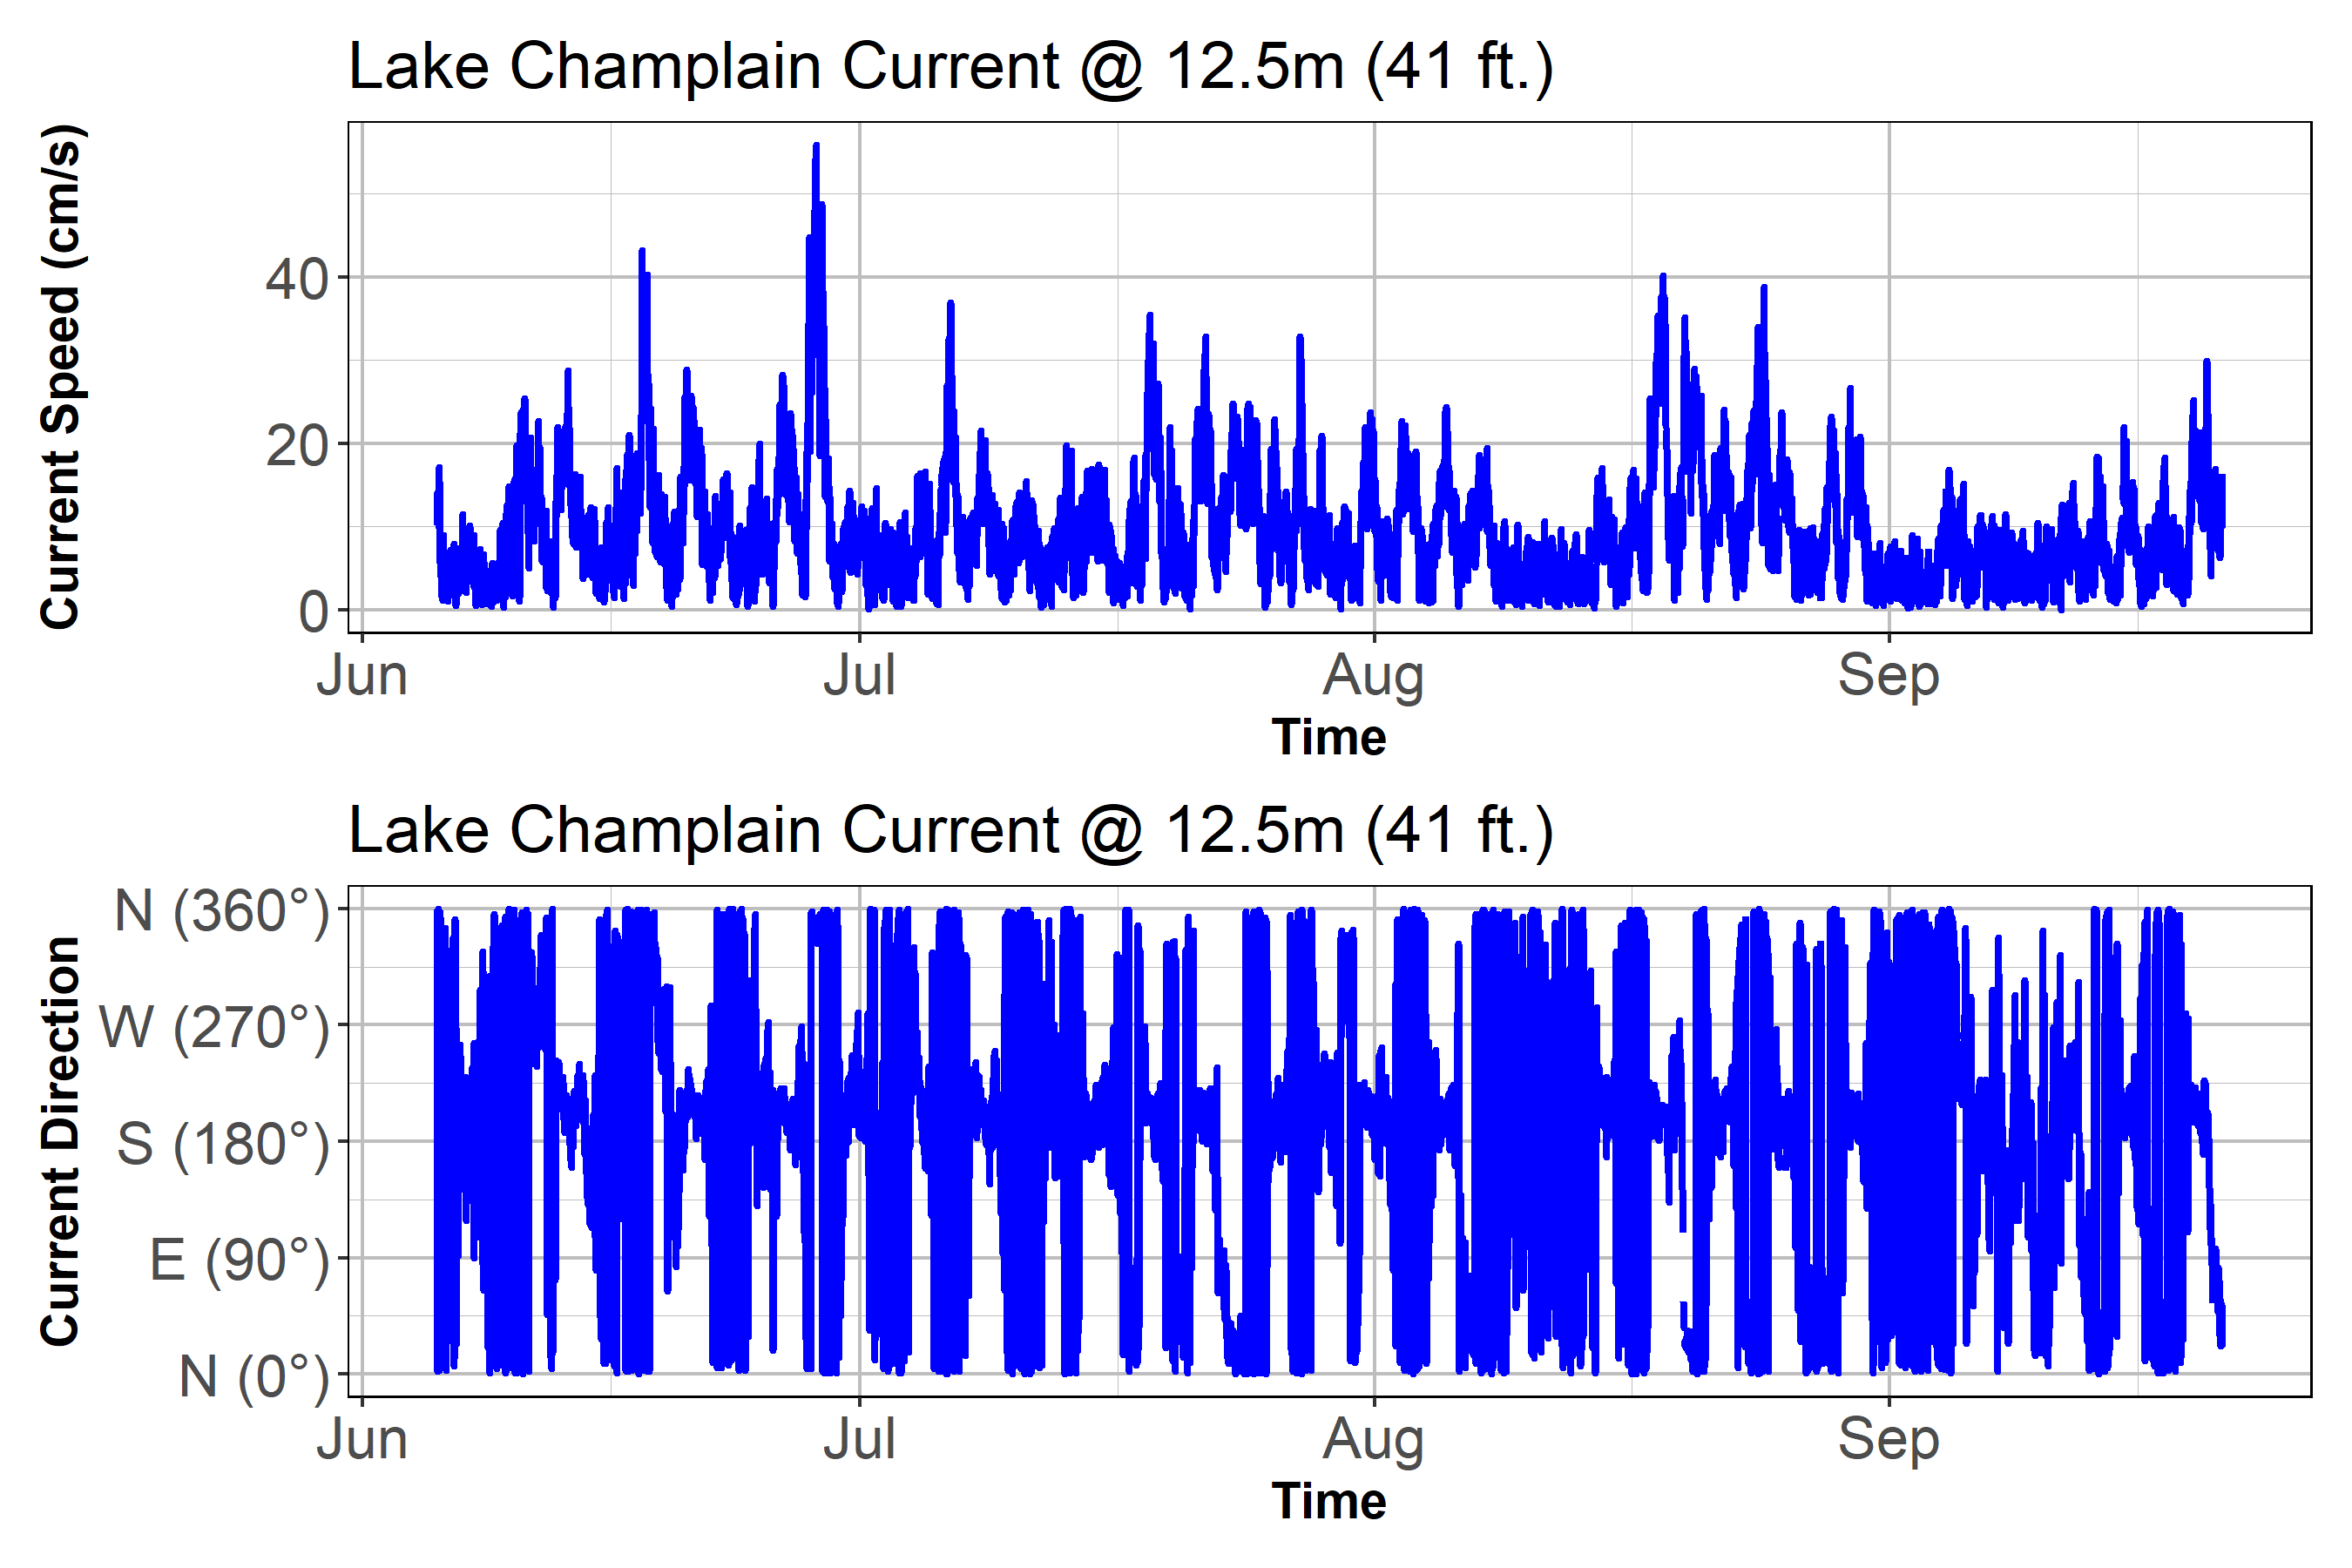 Lake Champlain Current @ 12.5m (41 ft.)
Current Speed (cm/s)
40
20
0
Jun Jul Aug Sep
Time
Lake Champlain Current @ 12.5m (41 ft.)
Current Direction
N (360°)
W (270°)
S (180°)
E (90°)
N (0°)
Jun Jul Aug Sep
Time